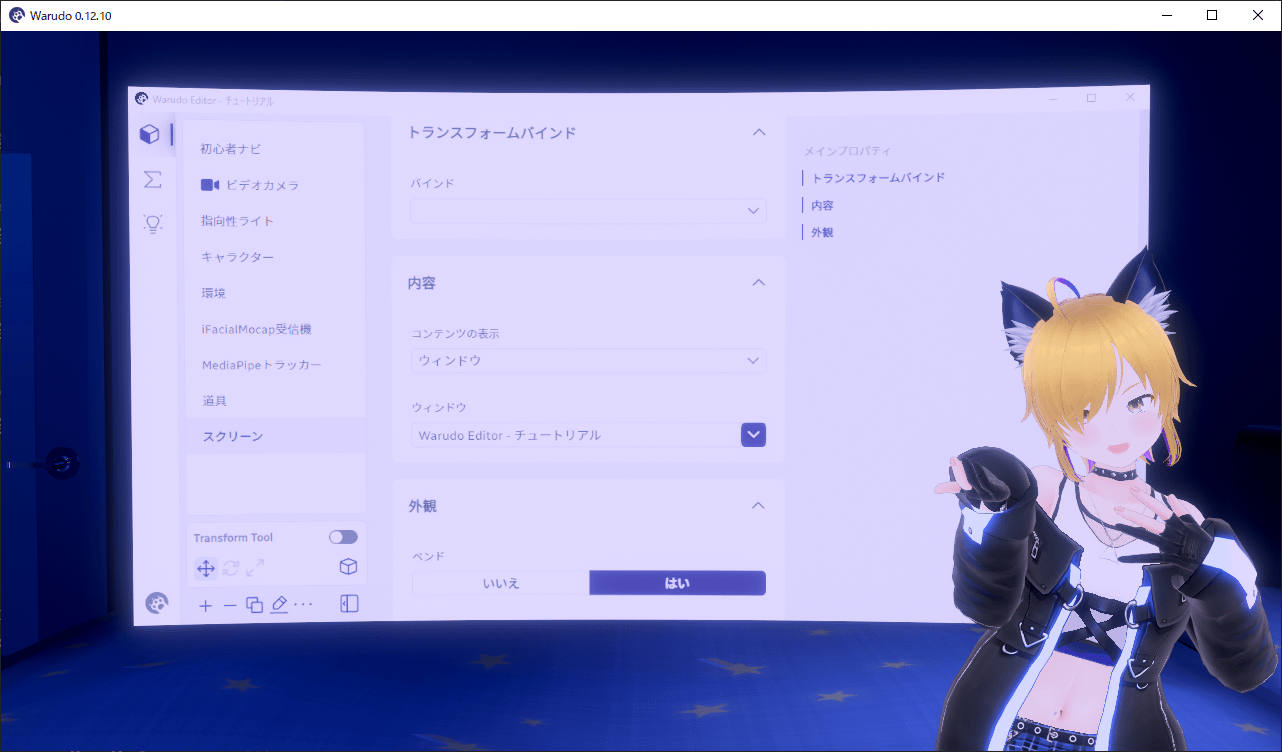 Warudo 0.12.10
Warudo Editor - チュートリアル
初心者ナビ
ビデオカメラ
指向性ライト
キャラクター
環境
iFacialMocap受信機
MediaPipeトラッカー
道具
スクリーン
Transform Tool
トランスフォームバインド
バインド
内容
コンテンツの表示
ウィンドウ
ウィンドウ
Warudo Editor - チュートリアル
外観
ベンド
いいえ
はい
メインプロパティ
トランスフォームバインド
内容
外観